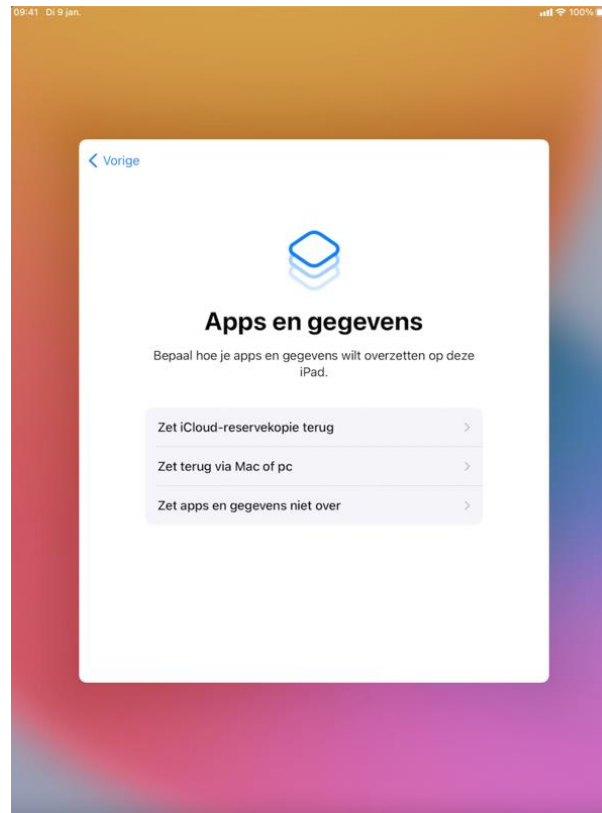 09:41 Di 9 jan.
100%
Vorige
Apps en gegevens
Bepaal hoe je apps en gegevens wilt overzetten op deze
iPad.
Zet iCloud-reservekopie terug
Zet terug via Mac of pc
Zet apps en gegevens niet over